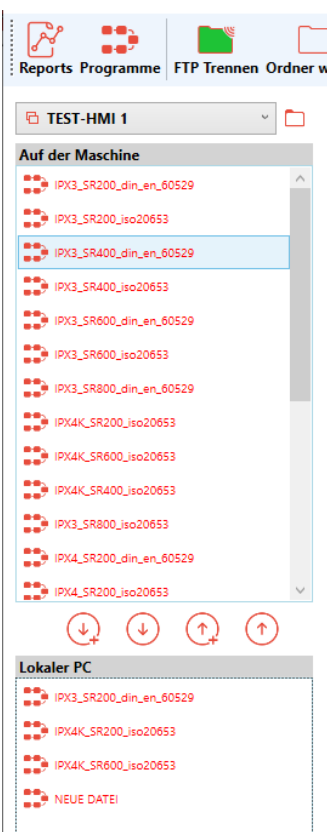 Reports Programme FTP Trennen Ordner w
TEST-HMI 1
Auf der Maschine
IPX3_SR200_din_en_60529
IPX3_SR200_iso20653
IPX3_SR400_din_en_60529
IPX3_SR400_iso20653
IPX3_SR600_din_en_60529
IPX3_SR600_iso20653
IPX3_SR800_din_en_60529
IPX4K_SR200_iso20653
IPX4K_SR600_iso20653
IPX4K_SR400_iso20653
IPX3_SR800_iso20653
IPX4_SR200_din_en_60529
IPX4_SR200_iso20653
Lokaler PC
IPX3_SR200_din_en_60529
IPX4K_SR200_iso20653
IPX4K_SR600_iso20653
NEUE DATEI